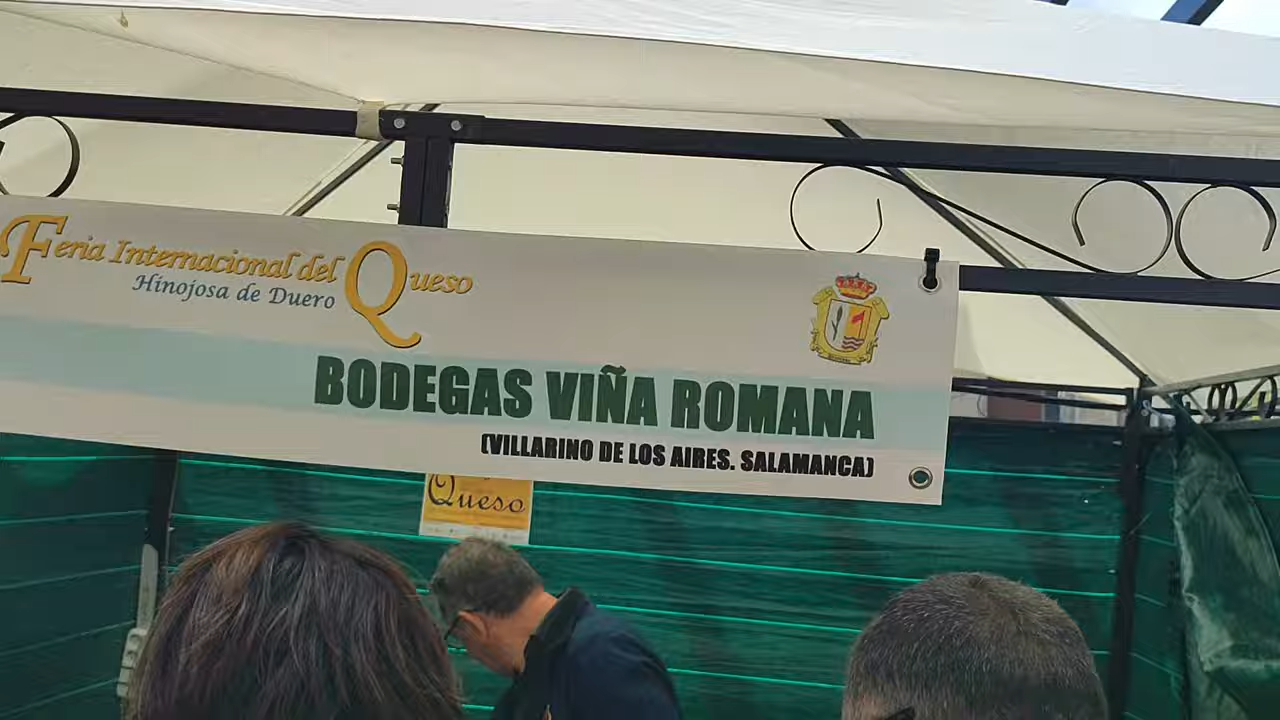 Feria Internacional del Queso
Hinojosa de Duero
BODEGAS VIÑA ROMANA
(VILLARINO DE LOS AIRES. SALAMANCA)
Queso